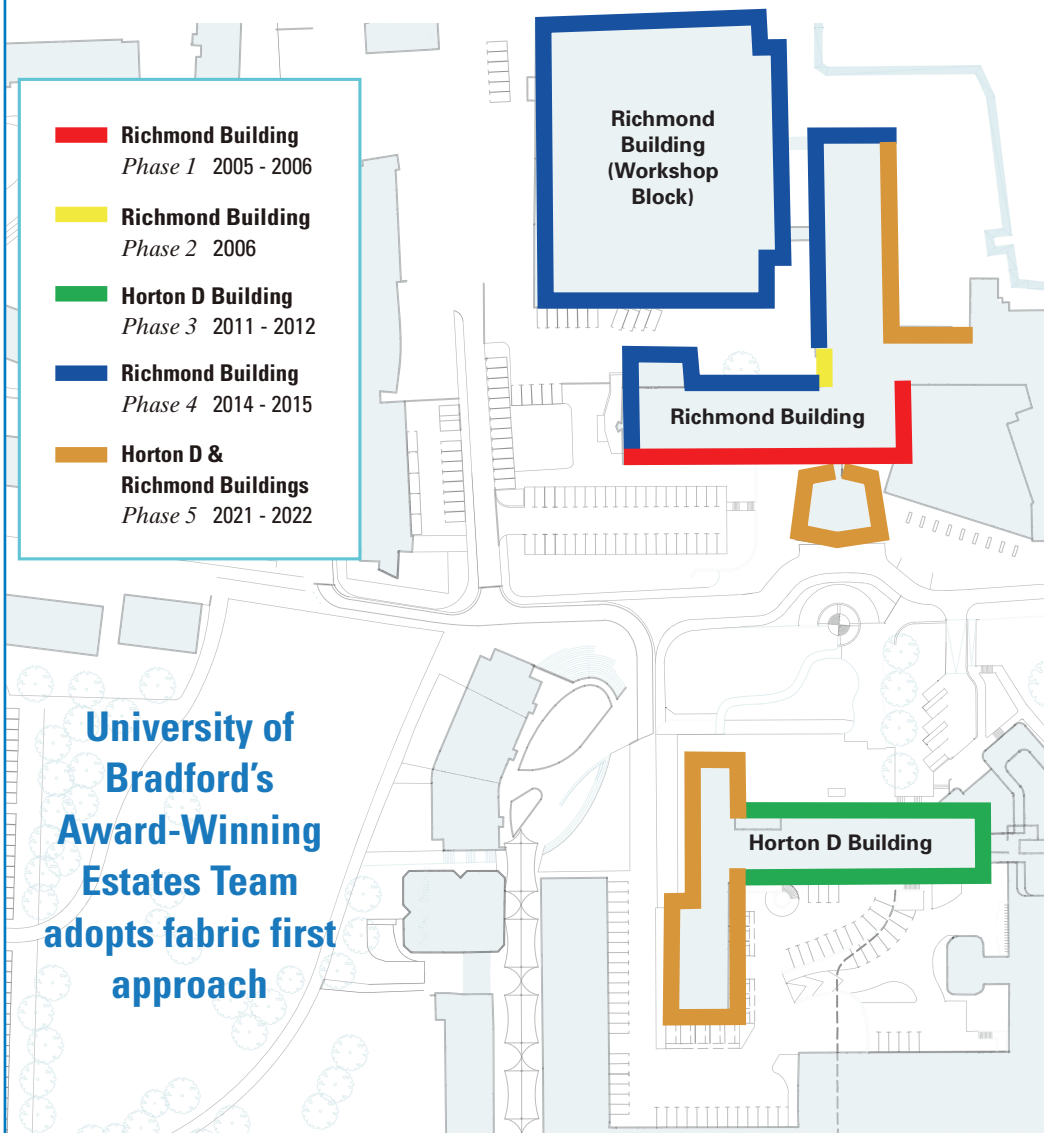 Richmond Building
Phase 1 2005 - 2006
Richmond Building
Phase 2 2006
Horton D Building
Phase 3 2011 - 2012
Richmond Building
Phase 4 2014 - 2015
Horton D &
Richmond Buildings
Phase 5 2021 - 2022
Richmond
Building
(Workshop
Block)
Richmond Building
Horton D Building
University of
Bradford's
Award-Winning
Estates Team
adopts fabric first
approach